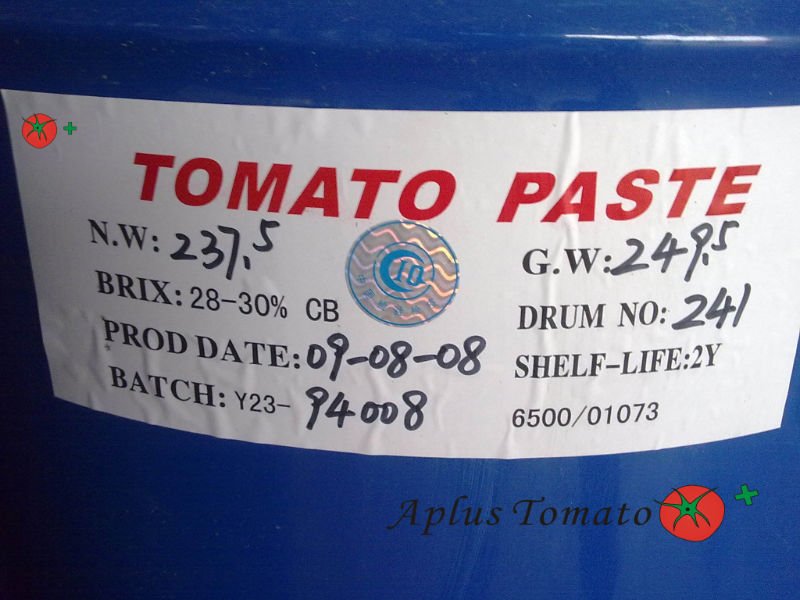 TOMATO PASTE
N.W: 237.5
G.W: 249.5
BRIX: 28-30% CB
DRUM NO: 241
PROD DATE: 09-08-08
SHELF-LIFE:2Y
BATCH: Y23-94008
6500/01073
CIQ
Aplus Tomato